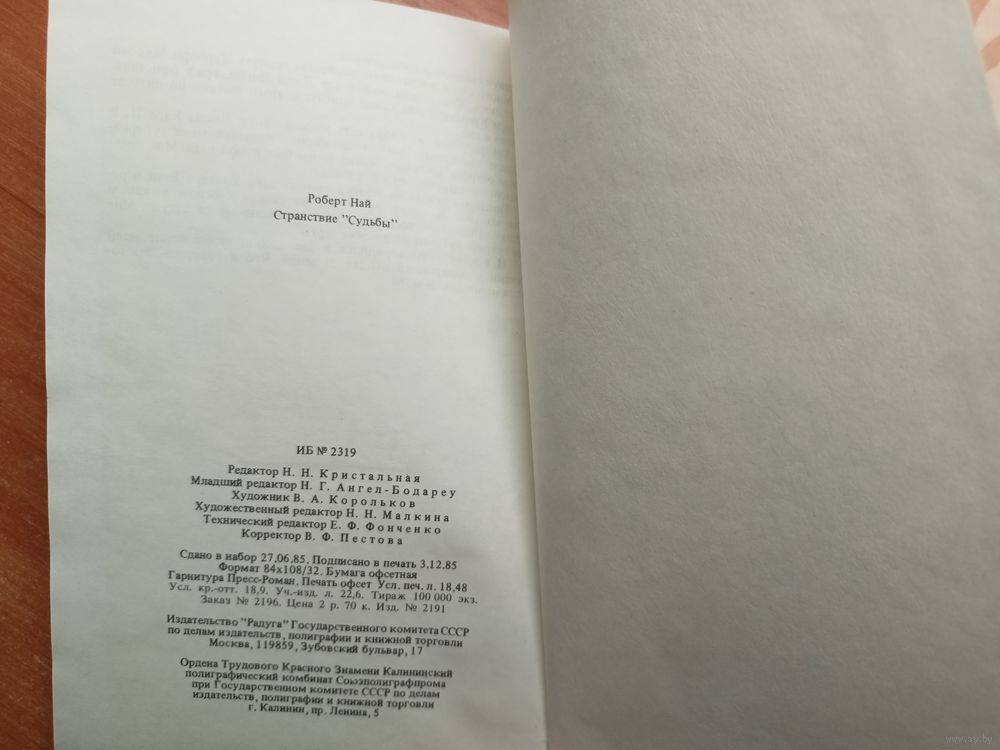 Роберт Най
Странствие "Судьбы"
ИБ № 2319
Редактор Н. Н. Кристальная
Младший редактор Н. Г. Ангел-Бодареу
Художник В. А. Корольков
Художественный редактор Н. Н. Малкина
Технический редактор Е. Ф. Фонченко
Корректор В. Ф. Пестова
Сдано в набор 27.06.85. Подписано в печать 3.12.85
Формат 84х108/32. Бумага офсетная
Гарнитура Пресс-Роман. Печать офсет Усл. печ. л. 18,48
Усл. кр.-отт. 18,9. Уч.-изд. л. 22,6. Тираж 100 000 экз.
Заказ № 2196. Цена 2 р. 70 к. Изд. № 2191
Издательство "Радуга" Государственного комитета СССР
по делам издательств, полиграфии и книжной торговли
Москва, 119859, Зубовский бульвар, 17
Ордена Трудового Красного Знамени Калининский
полиграфический комбинат Союзполиграфпрома
при Государственном комитете СССР по делам
издательств, полиграфии и книжной торговли
г. Калинин, пр. Ленина, 5
www.ay.by